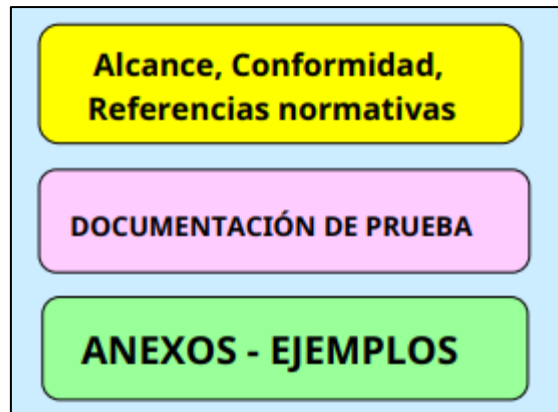 Alcance, Conformidad,
Referencias normativas
DOCUMENTACIÓN DE PRUEBA
ANEXOS - EJEMPLOS